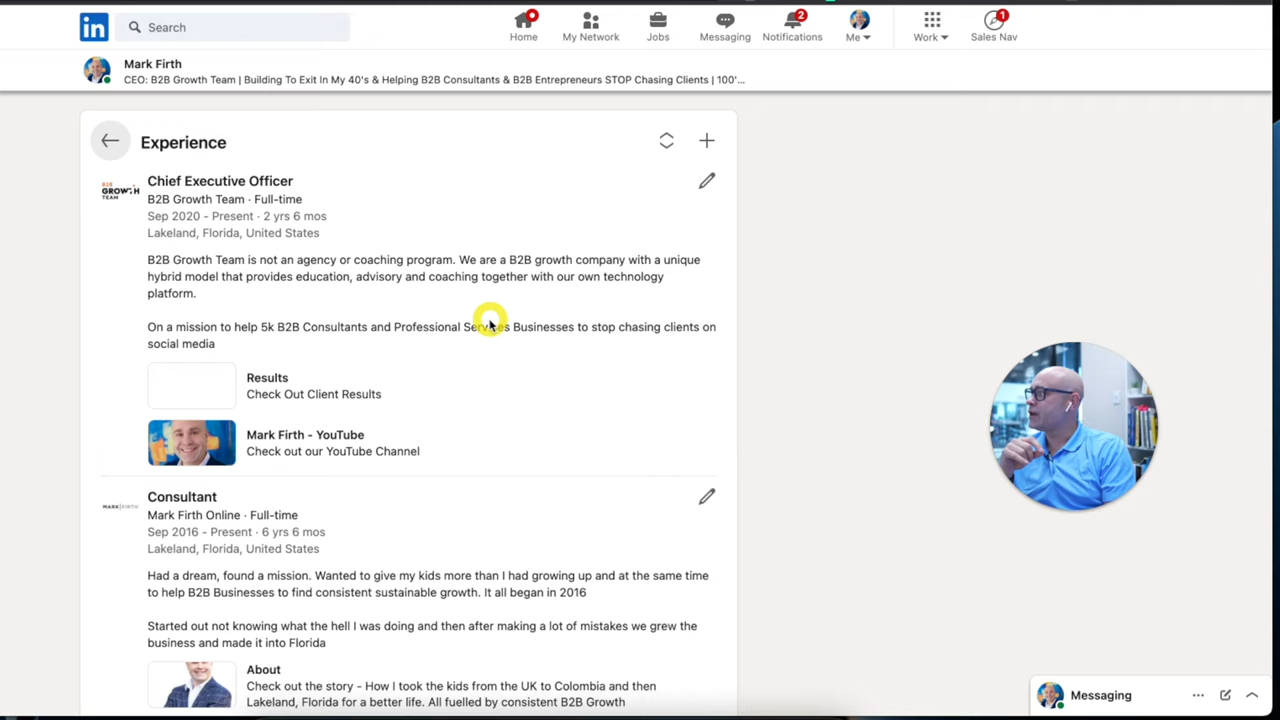 in
Search
Home
My Network
Jobs
Messaging
2
Notifications
Me
Work
1
Sales Nav
Mark Firth
CEO: B2B Growth Team | Building To Exit In My 40's & Helping B2B Consultants & B2B Entrepreneurs STOP Chasing Clients | 100'...
Experience
B2B
GROWTH
TEAM
Chief Executive Officer
B2B Growth Team · Full-time
Sep 2020 - Present · 2 yrs 6 mos
Lakeland, Florida, United States
B2B Growth Team is not an agency or coaching program. We are a B2B growth company with a unique
hybrid model that provides education, advisory and coaching together with our own technology
platform.
On a mission to help 5k B2B Consultants and Professional Services Businesses to stop chasing clients on
social media
Results
Check Out Client Results
Mark Firth - YouTube
Check out our YouTube Channel
MARK|FIRTH
Consultant
Mark Firth Online · Full-time
Sep 2016 - Present · 6 yrs 6 mos
Lakeland, Florida, United States
Had a dream, found a mission. Wanted to give my kids more than I had growing up and at the same time
to help B2B Businesses to find consistent sustainable growth. It all began in 2016
Started out not knowing what the hell I was doing and then after making a lot of mistakes we grew the
business and made it into Florida
About
Check out the story - How I took the kids from the UK to Colombia and then
Lakeland, Florida for a better life. All fuelled by consistent B2B Growth
Messaging